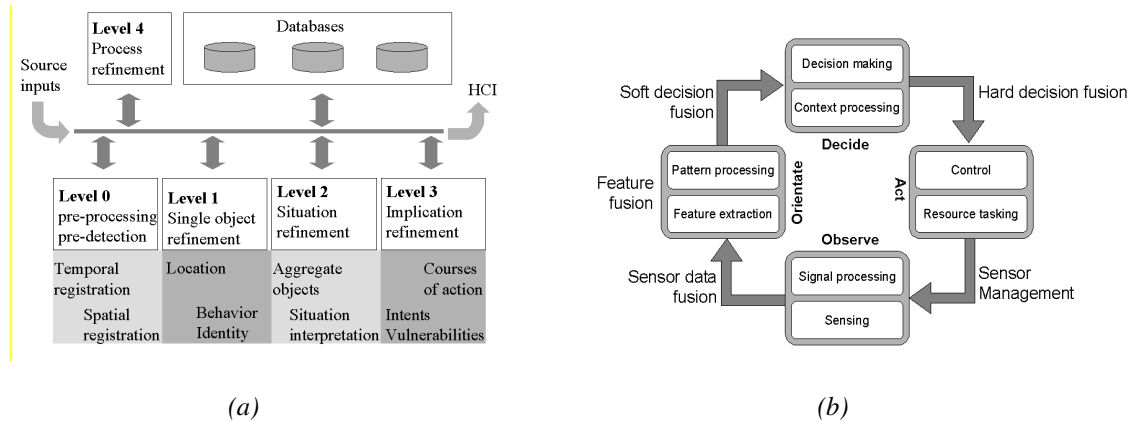 Level 4
Process
refinement
Databases
Source
inputs
HCI
Level 0
pre-processing
pre-detection
Level 1
Single object
refinement
Level 2
Situation
refinement
Level 3
Implication
refinement
Temporal
registration
Spatial
registration
Location
Behavior
Identity
Aggregate
objects
Situation
interpretation
Courses
of action
Intents
Vulnerabilities
(a)
Decision making
Context processing
Decide
Soft decision
fusion
Hard decision fusion
Pattern processing
Feature extraction
Orientate
Feature
fusion
Control
Resource tasking
Act
Observe
Signal processing
Sensing
Sensor data
fusion
Sensor
Management
(b)